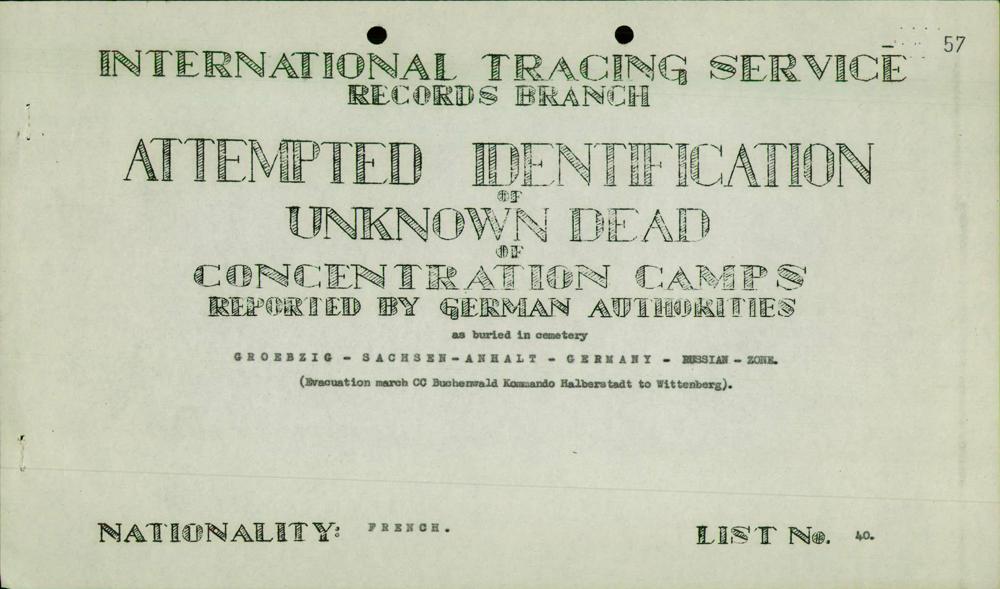 57
INTERNATIONAL TRACING SERVICE
RECORDS BRANCH
ATTEMPTED IDENTIFICATION
OF
UNKNOWN DEAD
OF
CONCENTRATION CAMPS
REPORTED BY GERMAN AUTHORITIES
as buried in cemetery
GROEBZIG - SACHSEN-ANHALT - GERMANY - RUSSIAN - ZONE.
(Evacuation march CC Buchenwald Kommando Halberstadt to Wittenberg).
NATIONALITY: FRENCH.
LIST No. 40.